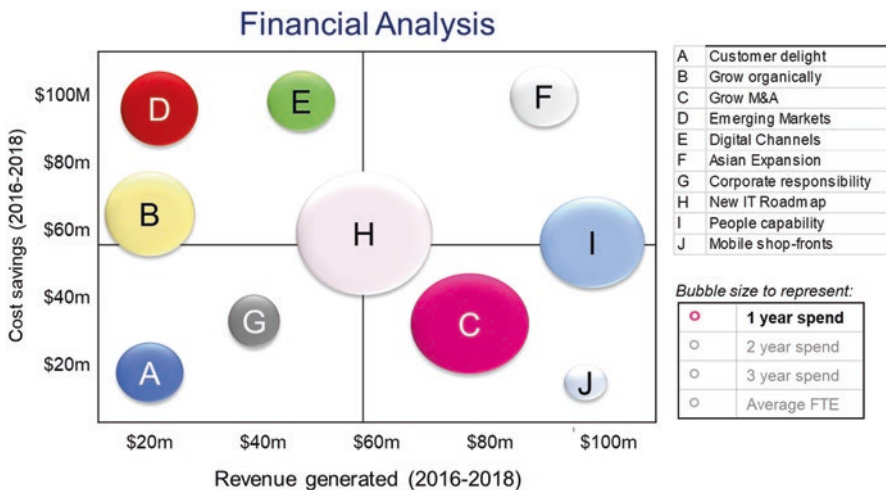 Financial Analysis
Cost savings (2016-2018)
$100M
$80m
$60m
$40m
$20m
D
E
F
B
H
I
G
C
A
J
$20m
$40m
$60m
$80m
$100m
Revenue generated (2016-2018)
A Customer delight
B Grow organically
C Grow M&A
D Emerging Markets
E Digital Channels
F Asian Expansion
G Corporate responsibility
H New IT Roadmap
I People capability
J Mobile shop-fronts
Bubble size to represent:
1 year spend
2 year spend
3 year spend
Average FTE